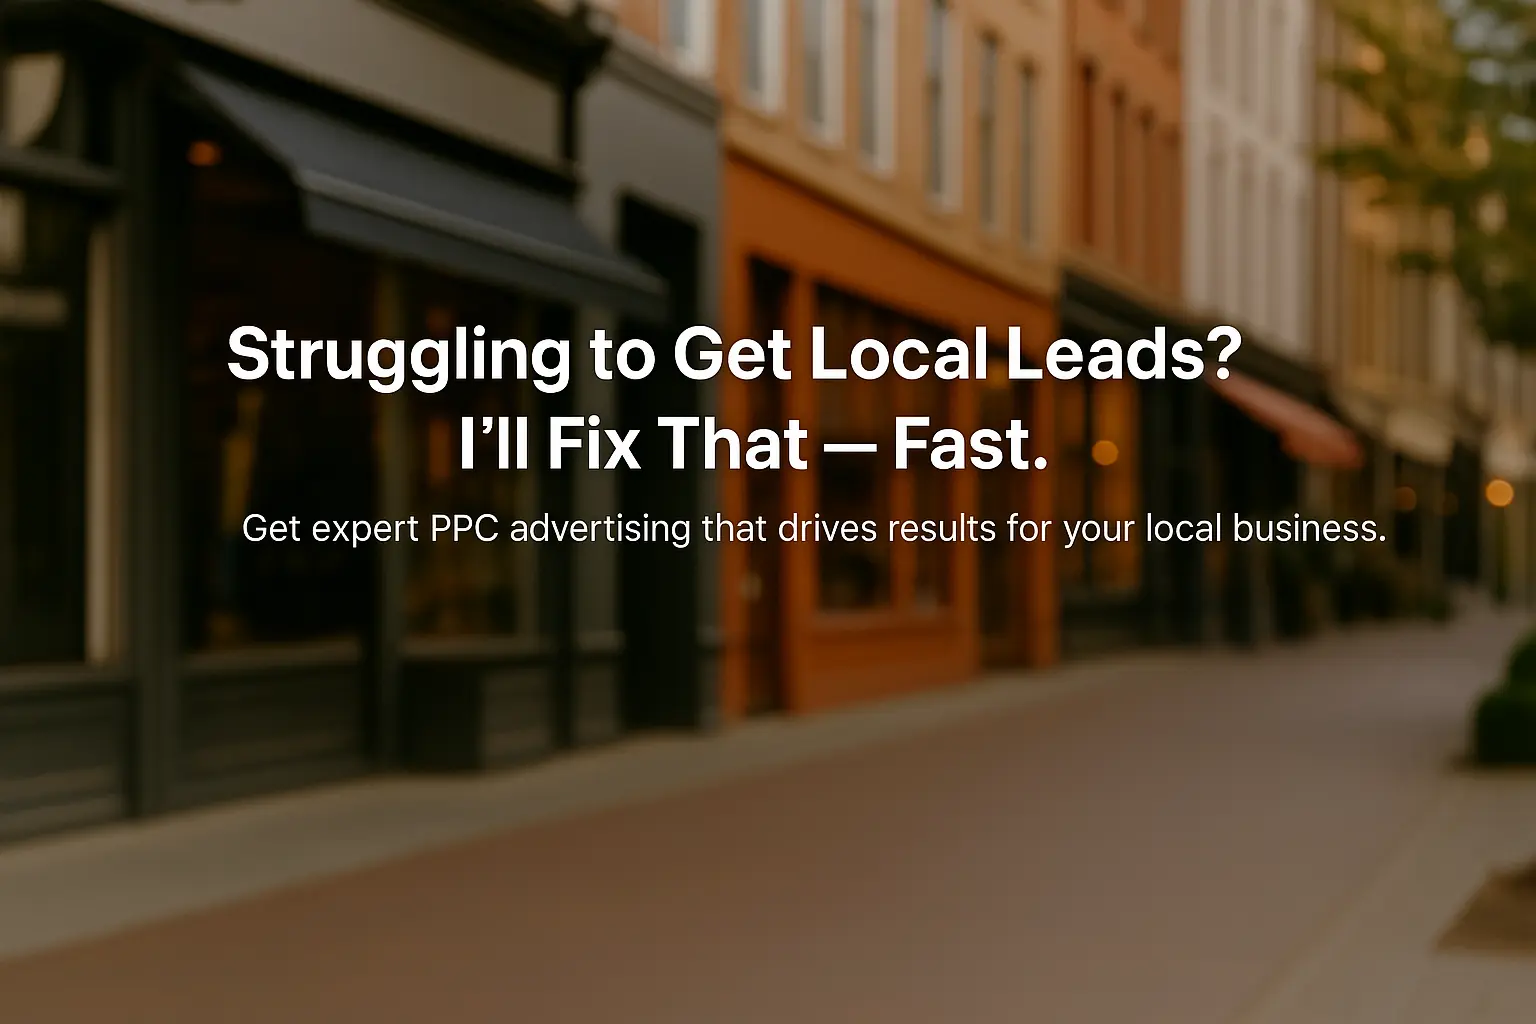 Struggling to Get Local Leads?
I’ll Fix That — Fast.
Get expert PPC advertising that drives results for your local business.